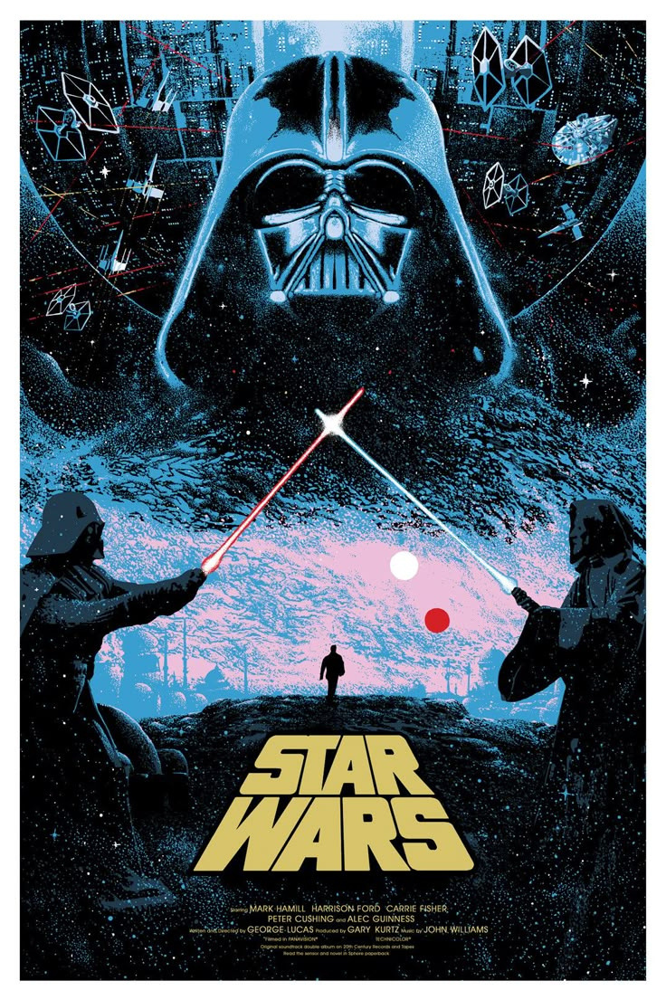 STAR
WARS
Starring MARK HAMILL HARRISON FORD CARRIE FISHER
PETER CUSHING and ALEC GUINNESS
Written and Directed by GEORGE LUCAS Produced by GARY KURTZ Music by JOHN WILLIAMS
"Filmed in PANAVISION® TECHNICOLOR®
Original soundtrack double album on 20th Century Records and Tapes
Read the sensor and novel in Sphere paperback